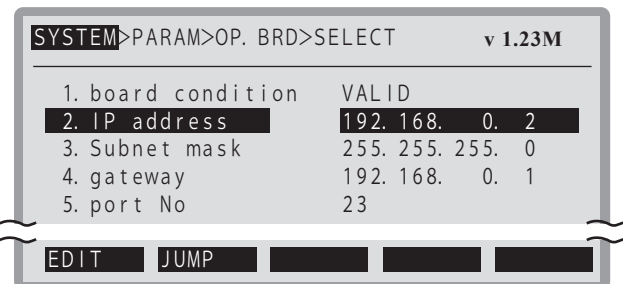 SYSTEM>PARAM>OP. BRD>SELECT v 1.23M
1. board condition VALID
2. IP address 192. 168. 0. 2
3. Subnet mask 255. 255. 255. 0
4. gateway 192. 168. 0. 1
5. port No 23
EDIT JUMP